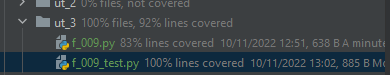 ut_2 0% files, not covered
ut_3 100% files, 92% lines covered
f_009.py 83% lines covered 10/11/2022 12:51, 638 B A minute
f_009_test.py 100% lines covered 10/11/2022 13:02, 885 B Mo